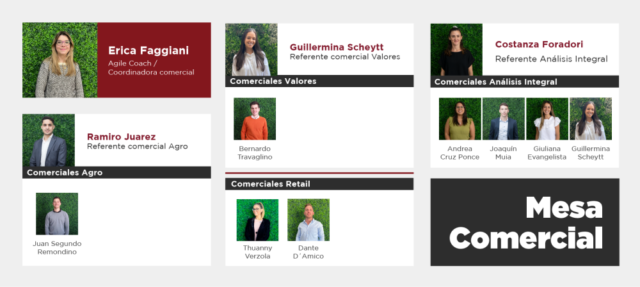 Erica Faggiani
Agile Coach /
Coordinadora comercial
Ramiro Juarez
Referente comercial Agro
Comerciales Agro
Juan Segundo
Remondino
Guillermina Scheytt
Referente comercial Valores
Comerciales Valores
Bernardo
Travaglino
Comerciales Retail
Thuanny
Verzola
Dante
D´Amico
Costanza Foradori
Referente Análisis Integral
Comerciales Análisis Integral
Andrea
Cruz Ponce
Joaquín
Muia
Giuliana
Evangelista
Guillermina
Scheytt
Mesa
Comercial